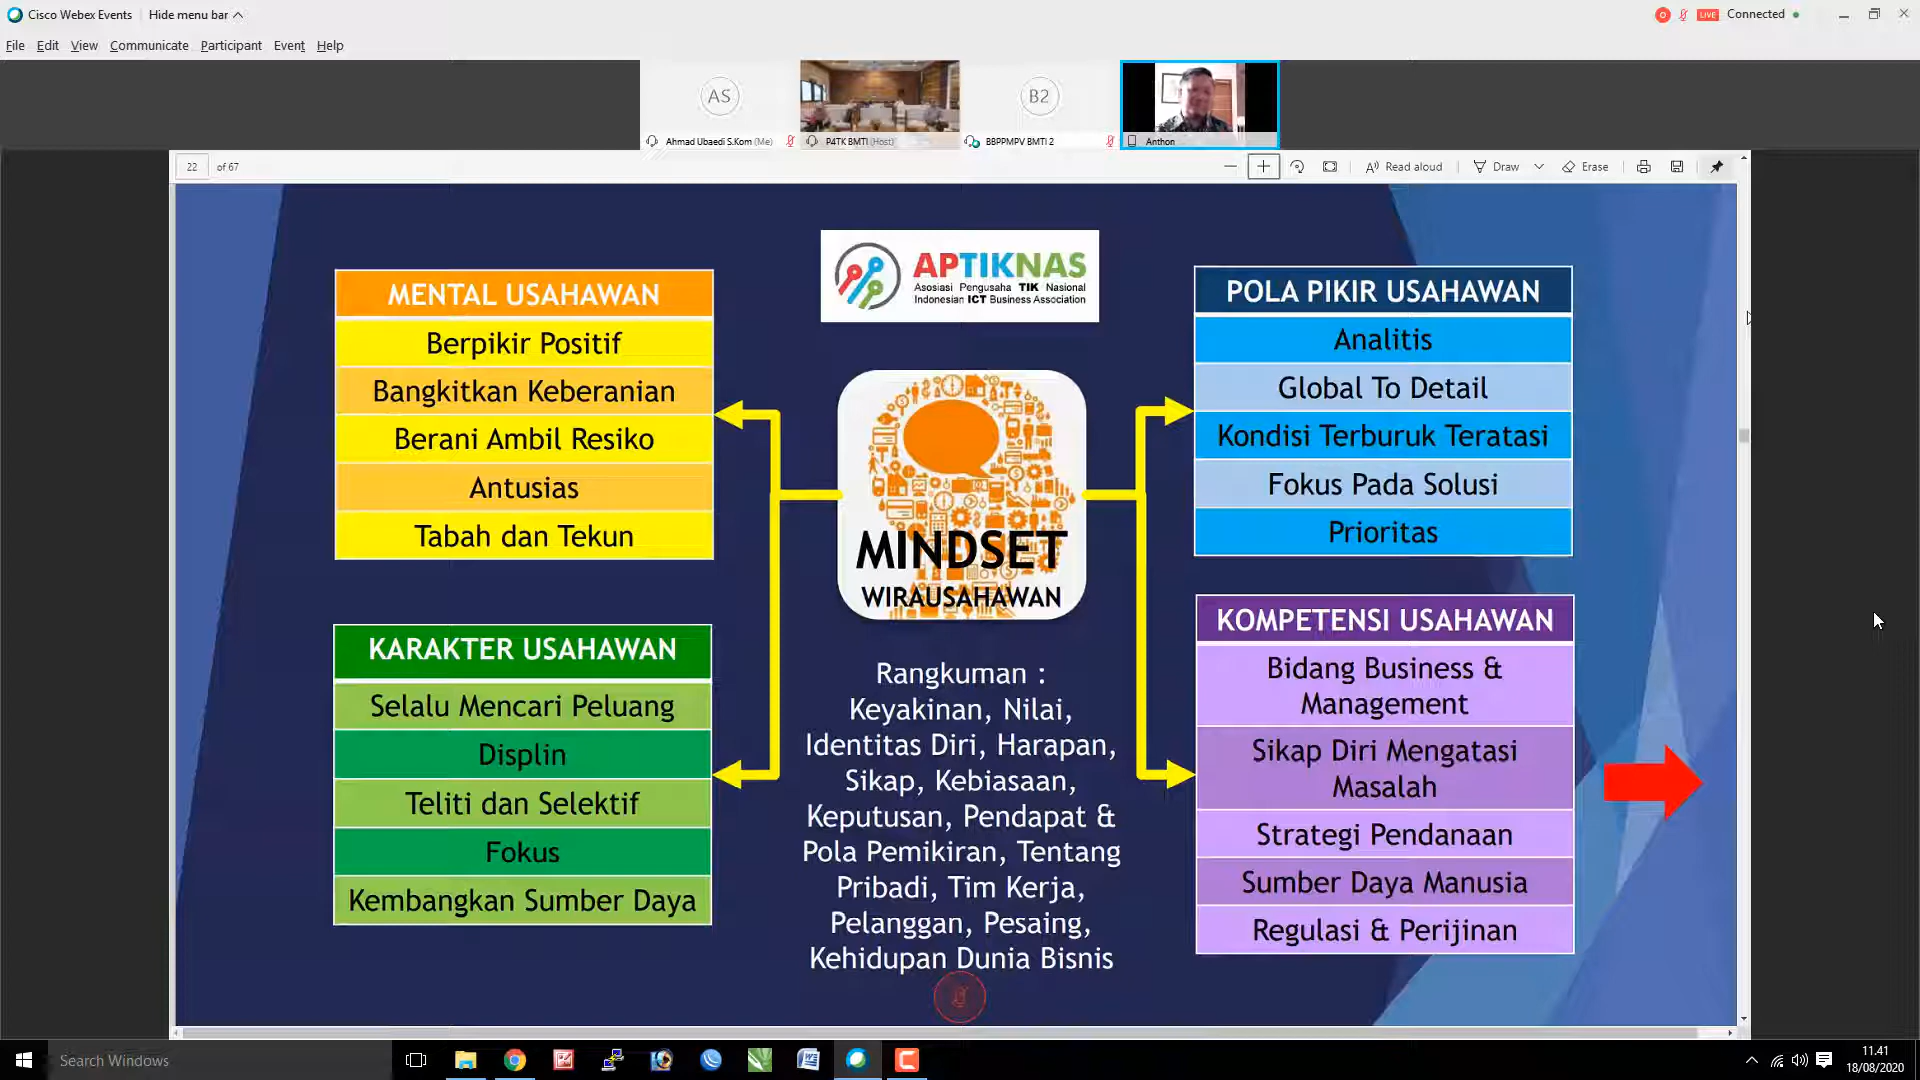 Cisco Webex Events
Hide menu bar
LIVE
Connected
File Edit View Communicate Participant Event Help
AS
B2
Ahmad Ubaedi S.Kom (Me)
P4TK BMTI (Host)
BBPPMPV BMTI 2
Anthon
22 of 67
Read aloud
Draw
Erase
APTIKNAS
Asosiasi Pengusaha TIK Nasional
Indonesian ICT Business Association
MENTAL USAHAWAN
Berpikir Positif
Bangkitkan Keberanian
Berani Ambil Resiko
Antusias
Tabah dan Tekun
KARAKTER USAHAWAN
Selalu Mencari Peluang
Displin
Teliti dan Selektif
Fokus
Kembangkan Sumber Daya
MINDSET
WIRAUSAHAWAN
Rangkuman :
Keyakinan, Nilai,
Identitas Diri, Harapan,
Sikap, Kebiasaan,
Keputusan, Pendapat &
Pola Pemikiran, Tentang
Pribadi, Tim Kerja,
Pelanggan, Pesaing,
Kehidupan Dunia Bisnis
POLA PIKIR USAHAWAN
Analitis
Global To Detail
Kondisi Terburuk Teratasi
Fokus Pada Solusi
Prioritas
KOMPETENSI USAHAWAN
Bidang Business &
Management
Sikap Diri Mengatasi
Masalah
Strategi Pendanaan
Sumber Daya Manusia
Regulasi & Perijinan
Search Windows
11.41
18/08/2020